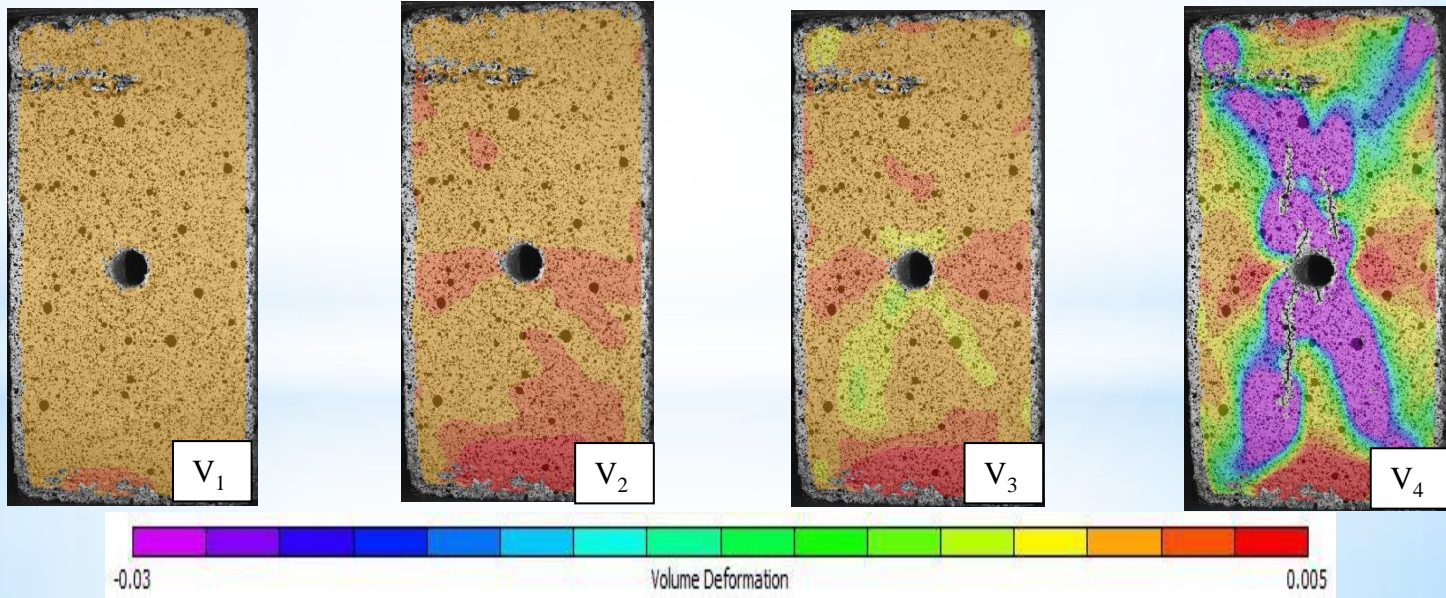 V₁
V₂
V₃
V₄
-0.03
Volume Deformation
0.005